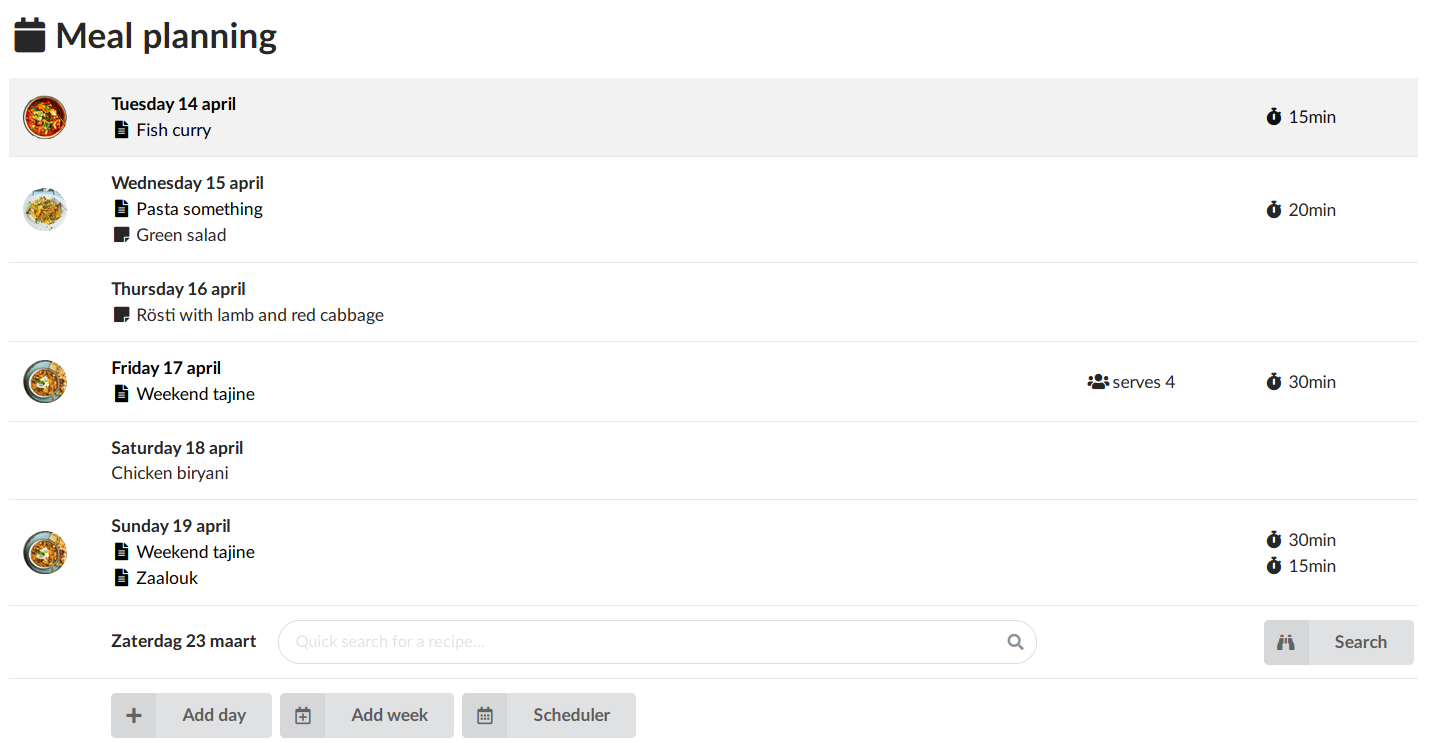 Meal planning
Tuesday 14 april
Fish curry
15min
Wednesday 15 april
Pasta something
Green salad
20min
Thursday 16 april
Rösti with lamb and red cabbage
Friday 17 april
Weekend tajine
serves 4
30min
Saturday 18 april
Chicken biryani
Sunday 19 april
Weekend tajine
30min
Zaalouk
15min
Zaterdag 23 maart
Quick search for a recipe...
Search
Add day
Add week
Scheduler